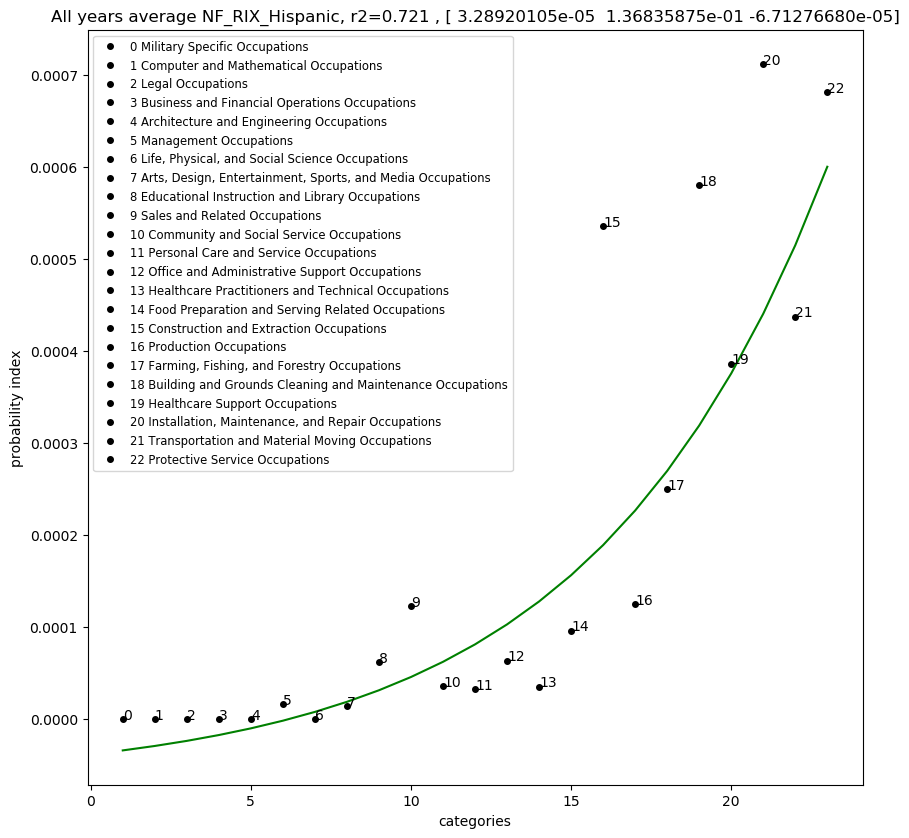 All years average NF_RIX_Hispanic, r2=0.721 , [ 3.28920105e-05  1.36835875e-01 -6.71276680e-05]
0 Military Specific Occupations
1 Computer and Mathematical Occupations
2 Legal Occupations
3 Business and Financial Operations Occupations
4 Architecture and Engineering Occupations
5 Management Occupations
6 Life, Physical, and Social Science Occupations
7 Arts, Design, Entertainment, Sports, and Media Occupations
8 Educational Instruction and Library Occupations
9 Sales and Related Occupations
10 Community and Social Service Occupations
11 Personal Care and Service Occupations
12 Office and Administrative Support Occupations
13 Healthcare Practitioners and Technical Occupations
14 Food Preparation and Serving Related Occupations
15 Construction and Extraction Occupations
16 Production Occupations
17 Farming, Fishing, and Forestry Occupations
18 Building and Grounds Cleaning and Maintenance Occupations
19 Healthcare Support Occupations
20 Installation, Maintenance, and Repair Occupations
21 Transportation and Material Moving Occupations
22 Protective Service Occupations
probability index
0.0007
0.0006
0.0005
0.0004
0.0003
0.0002
0.0001
0.0000
0
1
2
3
4
5
6
7
8
9
10
11
12
13
14
15
16
17
18
19
20
21
22
0
5
10
15
20
categories